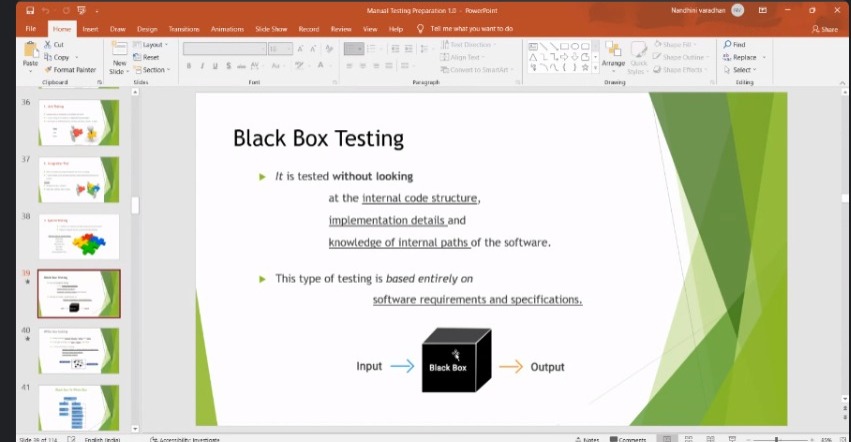 Manual Testing Preparation 1.0 - PowerPoint
Nandhini varadhan
File Home Insert Draw Design Transitions Animations Slide Show Record Review View Help Tell me what you want to do
Share
Paste
Cut
Copy
Format Painter
Clipboard
New Slide
Layout
Reset
Section
Slides
Font
Text Direction
Align Text
Convert to SmartArt
Paragraph
Arrange
Quick Styles
Shape Fill
Shape Outline
Shape Effects
Drawing
Find
Replace
Select
Editing
36
37
38
39
40
41
Black Box Testing
It is tested without looking
at the internal code structure,
implementation details and
knowledge of internal paths of the software.
This type of testing is based entirely on
software requirements and specifications.
Input
Black Box
Output
Slide 39 of 114
English (India)
Accessibility: Investigate
Notes
Comments